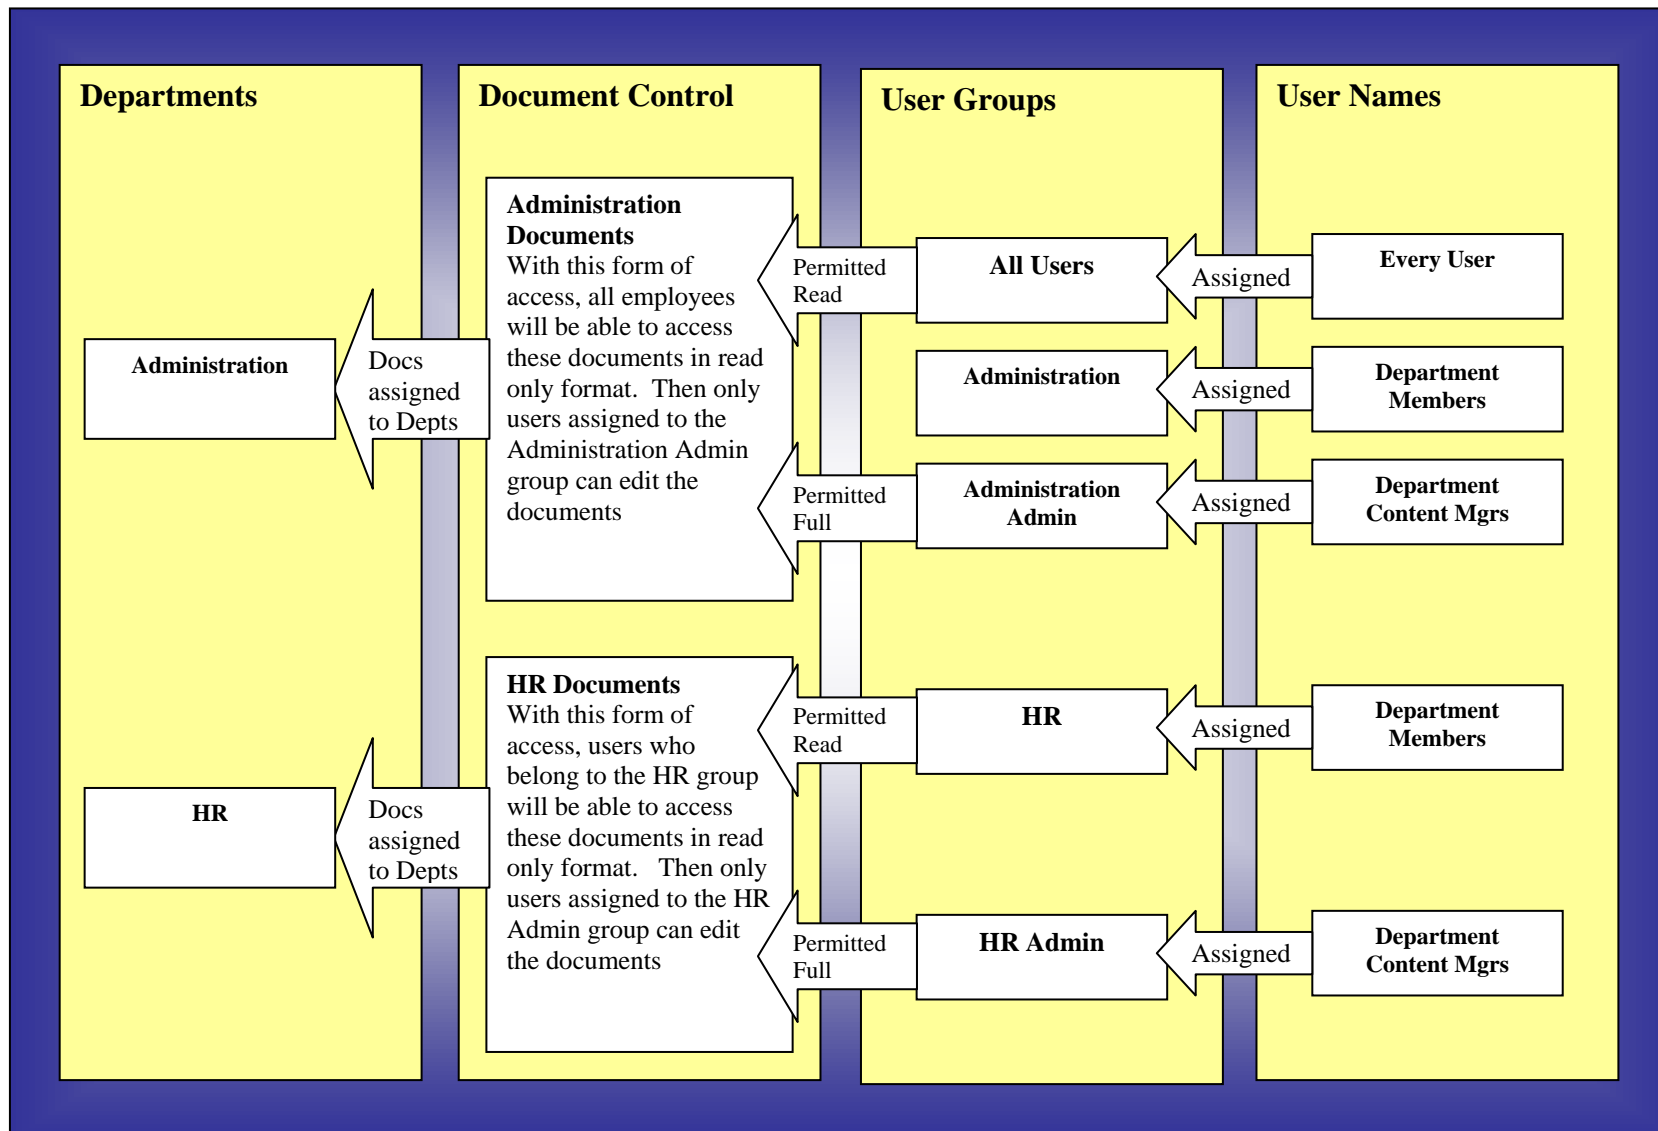 Departments
Document Control
User Groups
User Names
Administration
Docs
assigned
to Depts
Administration
Documents
With this form of
access, all employees
will be able to access
these documents in read
only format.  Then only
users assigned to the
Administration Admin
group can edit the
documents
Permitted
Read
All Users
Assigned
Every User
Administration
Assigned
Department
Members
Permitted
Full
Administration
Admin
Assigned
Department
Content Mgrs
HR
Docs
assigned
to Depts
HR Documents
With this form of
access, users who
belong to the HR group
will be able to access
these documents in read
only format.   Then only
users assigned to the HR
Admin group can edit
the documents
Permitted
Read
HR
Assigned
Department
Members
Permitted
Full
HR Admin
Assigned
Department
Content Mgrs